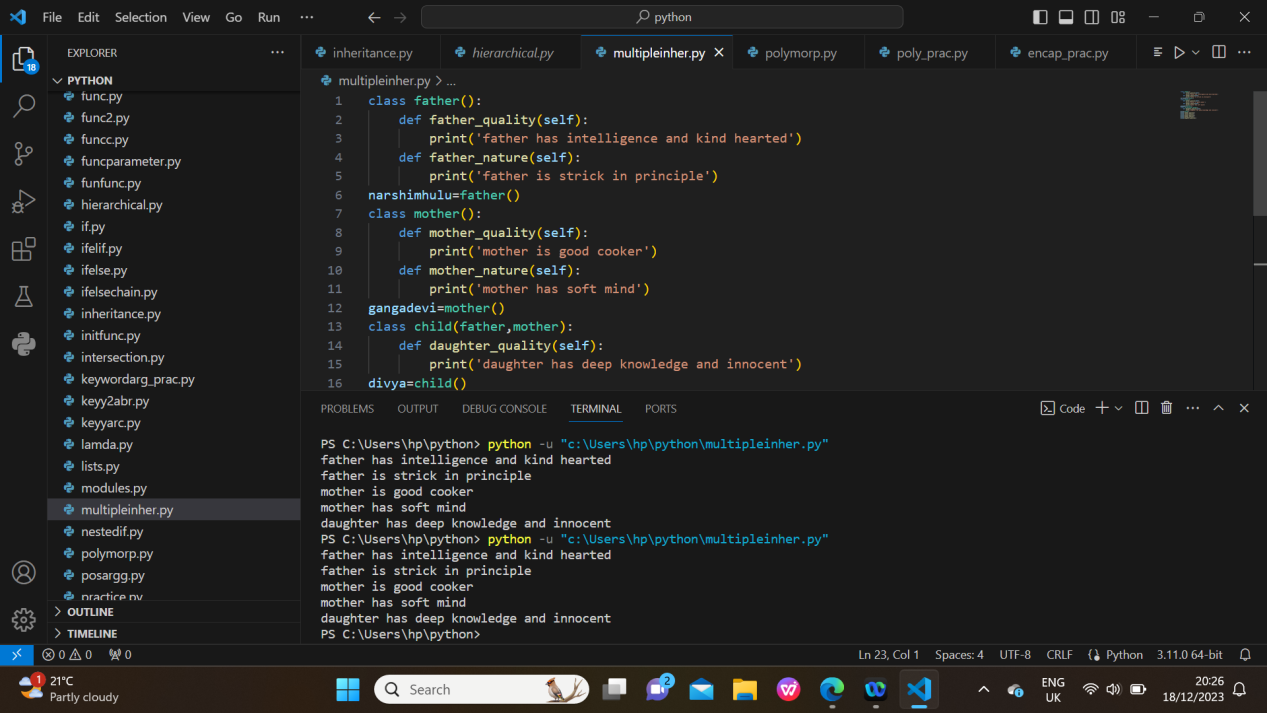 File Edit Selection View Go Run ···
python
EXPLORER ···
PYTHON
func.py
func2.py
funcc.py
funcparameter.py
funfunc.py
hierarchical.py
if.py
ifelif.py
ifelse.py
ifelsechain.py
inheritance.py
initfunc.py
intersection.py
keywordarg_prac.py
keyy2abr.py
keyyarc.py
lamda.py
lists.py
modules.py
multipleinher.py
nestedif.py
polymorp.py
posargg.py
practice.py
OUTLINE
TIMELINE
18
inheritance.py hierarchical.py multipleinher.py polymorp.py poly_prac.py encap_prac.py
multipleinher.py > ...
1 class father():
2 def father_quality(self):
3 print('father has intelligence and kind hearted')
4 def father_nature(self):
5 print('father is strick in principle')
6 narshimhulu=father()
7 class mother():
8 def mother_quality(self):
9 print('mother is good cooker')
10 def mother_nature(self):
11 print('mother has soft mind')
12 gangadevi=mother()
13 class child(father,mother):
14 def daughter_quality(self):
15 print('daughter has deep knowledge and innocent')
16 divya=child()
PROBLEMS OUTPUT DEBUG CONSOLE TERMINAL PORTS
Code
PS C:\Users\hp\python> python -u "c:\Users\hp\python\multipleinher.py"
father has intelligence and kind hearted
father is strick in principle
mother is good cooker
mother has soft mind
daughter has deep knowledge and innocent
PS C:\Users\hp\python> python -u "c:\Users\hp\python\multipleinher.py"
father has intelligence and kind hearted
father is strick in principle
mother is good cooker
mother has soft mind
daughter has deep knowledge and innocent
PS C:\Users\hp\python>
0 0 0
Ln 23, Col 1 Spaces: 4 UTF-8 CRLF Python 3.11.0 64-bit
1
21°C
Partly cloudy
Search
2
ENG
UK
20:26
18/12/2023